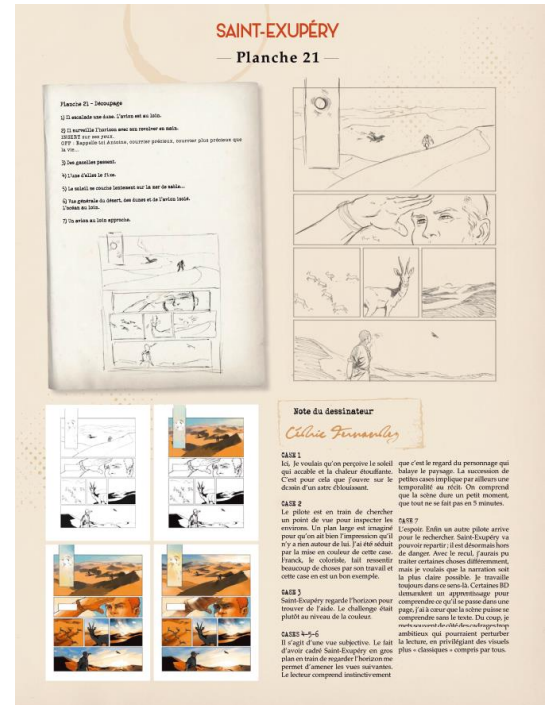 SAINT-EXUPÉRY
Planche 21
Planche 21 - Découpage
1) Il escalade une dune. L'avion est au loin.
2) Il surveille l'horizon avec son revolver en main.
INSERT sur ses yeux.
OFF : Rappelle toi Antoine, courrier précieux, courrier plus précieux que
la vie...
3) Des gazelles passent.
4) L'une d'elles le fixe.
5) Le soleil se couche lentement sur la mer de sable...
6) Vue générale du désert, des dunes et de l'avion isolé.
L'océan au loin.
7) Un avion au loin approche.
Note du dessinateur
Cédric Fernandez
CASE 1
Ici, Je voulais qu'on perçoive le soleil
qui accable et la chaleur étouffante.
C'est pour cela que j'ouvre sur le
dessin d'un astre éblouissant.
CASE 2
Le pilote est en train de chercher
un point de vue pour inspecter les
environs. Un plan large est imaginé
pour qu'on ait bien l'impression qu'il
n'y a rien autour de lui. J'ai été séduit
par la mise en couleur de cette case.
Franck, le coloriste, fait ressentir
beaucoup de choses par son travail et
cette case en est un bon exemple.
CASE 3
Saint-Exupéry regarde l'horizon pour
trouver de l'aide. Le challenge était
plutôt au niveau de la couleur.
CASES 4-5-6
Il s'agit d'une vue subjective. Le fait
d'avoir cadré Saint-Exupéry en gros
plan en train de regarder l'horizon me
permet d'amener les vues suivantes.
Le lecteur comprend instinctivement
que c'est le regard du personnage qui
balaye le paysage. La succession de
petites cases implique par ailleurs une
temporalité au récit. On comprend
que la scène dure un petit moment,
que tout ne se fait pas en 5 minutes.
CASE 7
L'espoir. Enfin un autre pilote arrive
pour le rechercher. Saint-Exupéry va
pouvoir repartir ; il est désormais hors
de danger. Avec le recul, j'aurais pu
traiter certaines choses différemment,
mais je voulais que la narration soit
la plus claire possible. Je travaille
toujours dans ce sens-là. Certaines BD
demandent un apprentissage pour
comprendre ce qu'il se passe dans une
page, j'ai à cœur que la scène puisse se
comprendre sans le texte. Du coup, je
mets souvent de côté des cadrages trop
ambitieux qui pourraient perturber
la lecture, en privilégiant des visuels
plus « classiques » compris par tous.